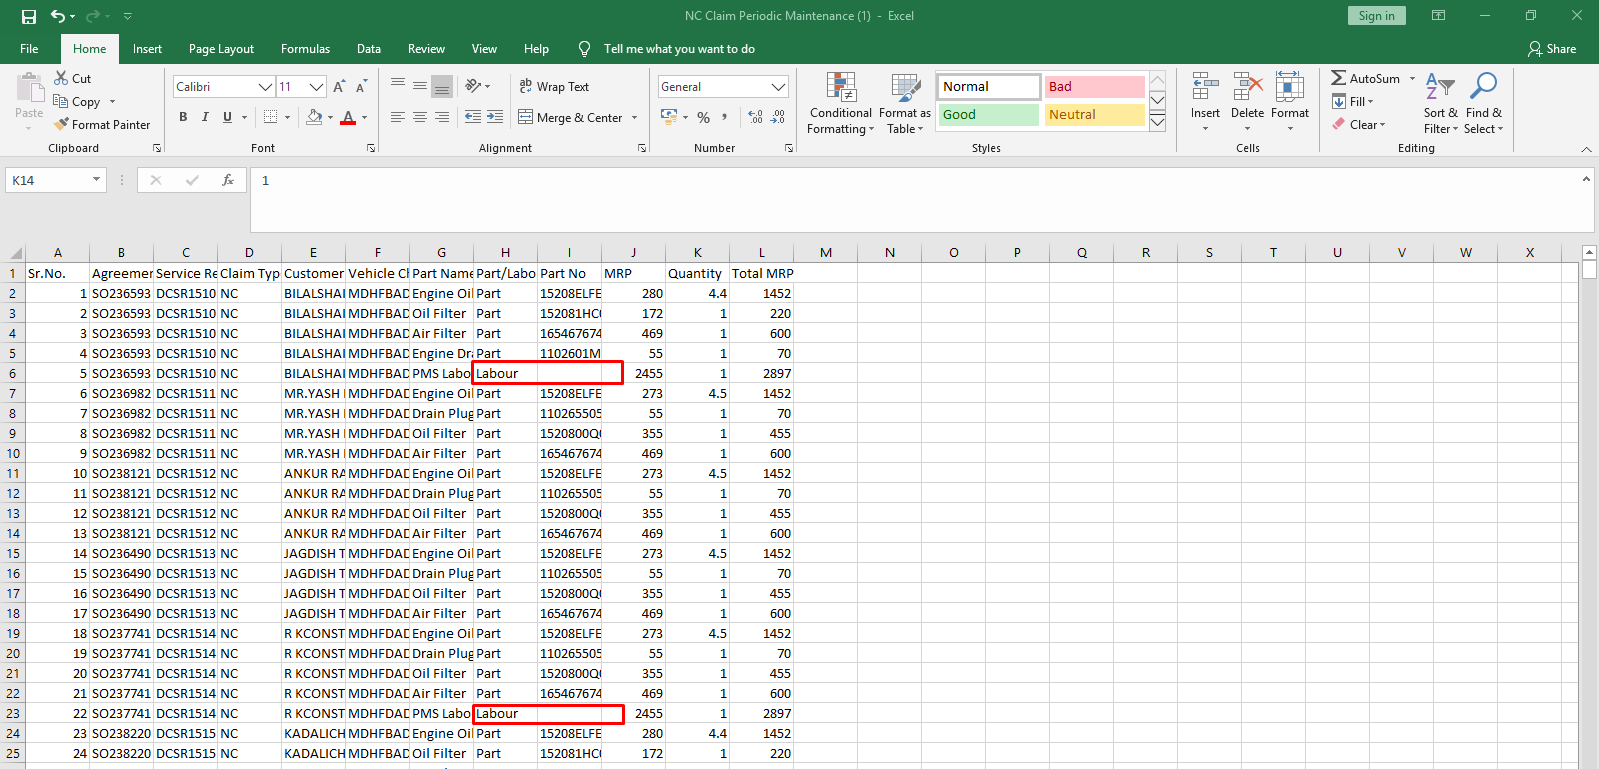 NC Claim Periodic Maintenance (1) - Excel
Sign in
File Home Insert Page Layout Formulas Data Review View Help Tell me what you want to do Share
Paste
Cut
Copy
Format Painter
Clipboard
Calibri 11
B I U
Font
Wrap Text
Merge & Center
Alignment
General
Number
Conditional Formatting
Format as Table
Normal Bad
Good Neutral
Styles
Insert Delete Format
Cells
AutoSum
Fill
Clear
Sort & Filter
Find & Select
Editing
K14 fx 1
A B C D E F G H I J K L M N O P Q R S T U V W X
1 Sr.No. Agreemen Service Re Claim Typ Customer Vehicle Ch Part Name Part/Labo Part No MRP Quantity Total MRP
2 1 SO236593 DCSR1510 NC BILALSHAI MDHFBAD Engine Oil Part 15208ELFE 280 4.4 1452
3 2 SO236593 DCSR1510 NC BILALSHAI MDHFBAD Oil Filter Part 152081HC 172 1 220
4 3 SO236593 DCSR1510 NC BILALSHAI MDHFBAD Air Filter Part 165467674 469 1 600
5 4 SO236593 DCSR1510 NC BILALSHAI MDHFBAD Engine Dra Part 1102601M 55 1 70
6 5 SO236593 DCSR1510 NC BILALSHAI MDHFBAD PMS Labo Labour 2455 1 2897
7 6 SO236982 DCSR1511 NC MR.YASH MDHFDAD Engine Oil Part 15208ELFE 273 4.5 1452
8 7 SO236982 DCSR1511 NC MR.YASH MDHFDAD Drain Plug Part 110265505 55 1 70
9 8 SO236982 DCSR1511 NC MR.YASH MDHFDAD Oil Filter Part 1520800Q 355 1 455
10 9 SO236982 DCSR1511 NC MR.YASH MDHFDAD Air Filter Part 165467674 469 1 600
11 10 SO238121 DCSR1512 NC ANKUR RA MDHFDAD Engine Oil Part 15208ELFE 273 4.5 1452
12 11 SO238121 DCSR1512 NC ANKUR RA MDHFDAD Drain Plug Part 110265505 55 1 70
13 12 SO238121 DCSR1512 NC ANKUR RA MDHFDAD Oil Filter Part 1520800Q 355 1 455
14 13 SO238121 DCSR1512 NC ANKUR RA MDHFDAD Air Filter Part 165467674 469 1 600
15 14 SO236490 DCSR1513 NC JAGDISH T MDHFDAD Engine Oil Part 15208ELFE 273 4.5 1452
16 15 SO236490 DCSR1513 NC JAGDISH T MDHFDAD Drain Plug Part 110265505 55 1 70
17 16 SO236490 DCSR1513 NC JAGDISH T MDHFDAD Oil Filter Part 1520800Q 355 1 455
18 17 SO236490 DCSR1513 NC JAGDISH T MDHFDAD Air Filter Part 165467674 469 1 600
19 18 SO237741 DCSR1514 NC R KCONST MDHFDAD Engine Oil Part 15208ELFE 273 4.5 1452
20 19 SO237741 DCSR1514 NC R KCONST MDHFDAD Drain Plug Part 110265505 55 1 70
21 20 SO237741 DCSR1514 NC R KCONST MDHFDAD Oil Filter Part 1520800Q 355 1 455
22 21 SO237741 DCSR1514 NC R KCONST MDHFDAD Air Filter Part 165467674 469 1 600
23 22 SO237741 DCSR1514 NC R KCONST MDHFDAD PMS Labo Labour 2455 1 2897
24 23 SO238220 DCSR1515 NC KADALICH MDHFBAD Engine Oil Part 15208ELFE 280 4.4 1452
25 24 SO238220 DCSR1515 NC KADALICH MDHFBAD Oil Filter Part 152081HC 172 1 220